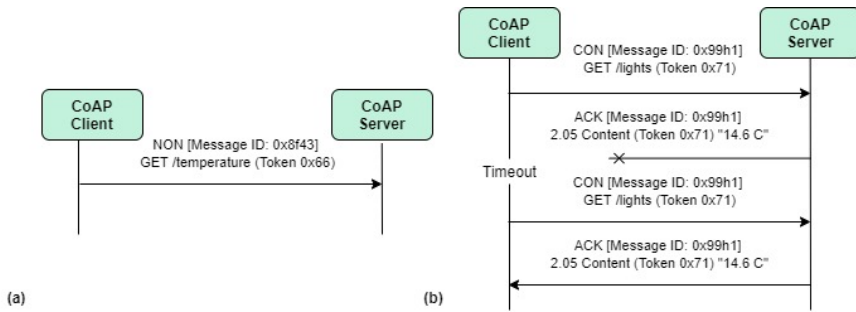 CoAP
Client
CoAP
Server
NON [Message ID: 0x8f43]
GET /temperature (Token 0x66)
(a)
CoAP
Client
CoAP
Server
CON [Message ID: 0x99h1]
GET /lights (Token 0x71)
ACK [Message ID: 0x99h1]
2.05 Content (Token 0x71) "14.6 C"
Timeout
CON [Message ID: 0x99h1]
GET /lights (Token 0x71)
ACK [Message ID: 0x99h1]
2.05 Content (Token 0x71) "14.6 C"
(b)